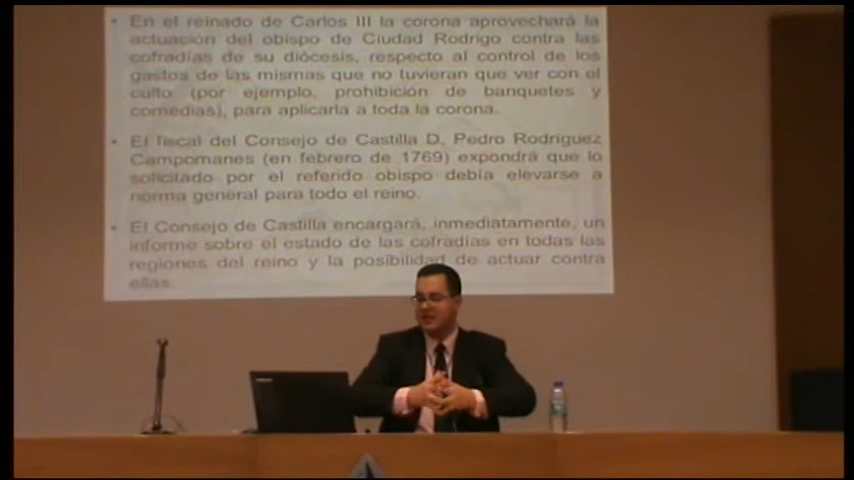 • En el reinado de Carlos III la corona aprovechará la
actuación del obispo de Ciudad Rodrigo contra las
cofradías de su diócesis, respecto al control de los
gastos de las mismas que no tuvieran que ver con el
culto (por ejemplo, prohibición de banquetes y
comedias), para aplicarla a toda la corona.
• El fiscal del Consejo de Castilla D. Pedro Rodríguez
Campomanes (en febrero de 1769) expondrá que lo
solicitado por el referido obispo debía elevarse a
norma general para todo el reino.
• El Consejo de Castilla encargará, inmediatamente, un
informe sobre el estado de las cofradías en todas las
regiones del reino y la posibilidad de actuar contra
ellas.